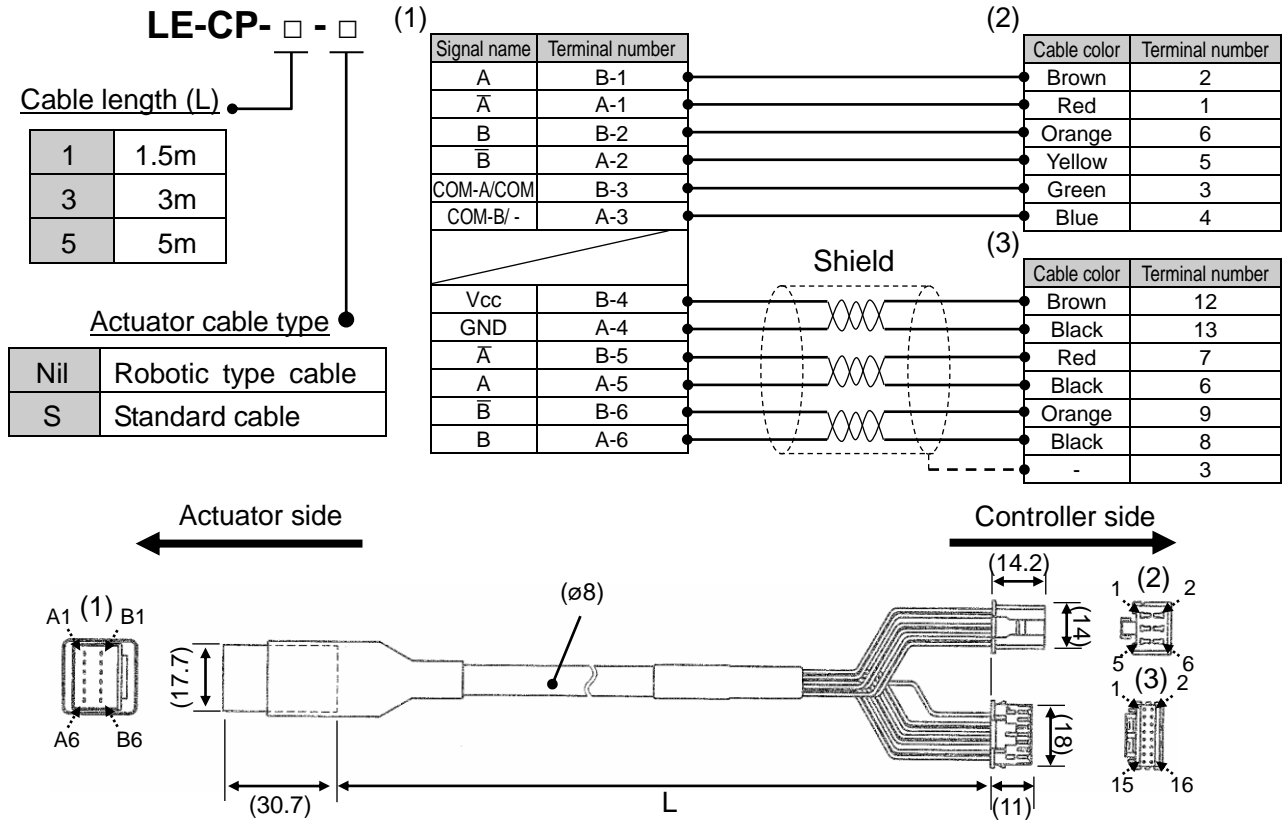 LE-CP- □ - □
Cable length (L)
1 1.5m
3 3m
5 5m
Actuator cable type
Nil Robotic type cable
S Standard cable
(1)
Signal name Terminal number
A B-1
A̅ A-1
B B-2
B̅ A-2
COM-A/COM B-3
COM-B/ - A-3
Vcc B-4
GND A-4
A̅ B-5
A A-5
B̅ B-6
B A-6
Shield
(2)
Cable color Terminal number
Brown 2
Red 1
Orange 6
Yellow 5
Green 3
Blue 4
(3)
Cable color Terminal number
Brown 12
Black 13
Red 7
Black 6
Orange 9
Black 8
- 3
Actuator side
Controller side
(1)
A1 B1
A6 B6
(17.7)
(30.7)
(ø8)
L
(14.2)
(14)
(18)
(11)
(2)
1 2
5 6
(3)
1 2
15 16